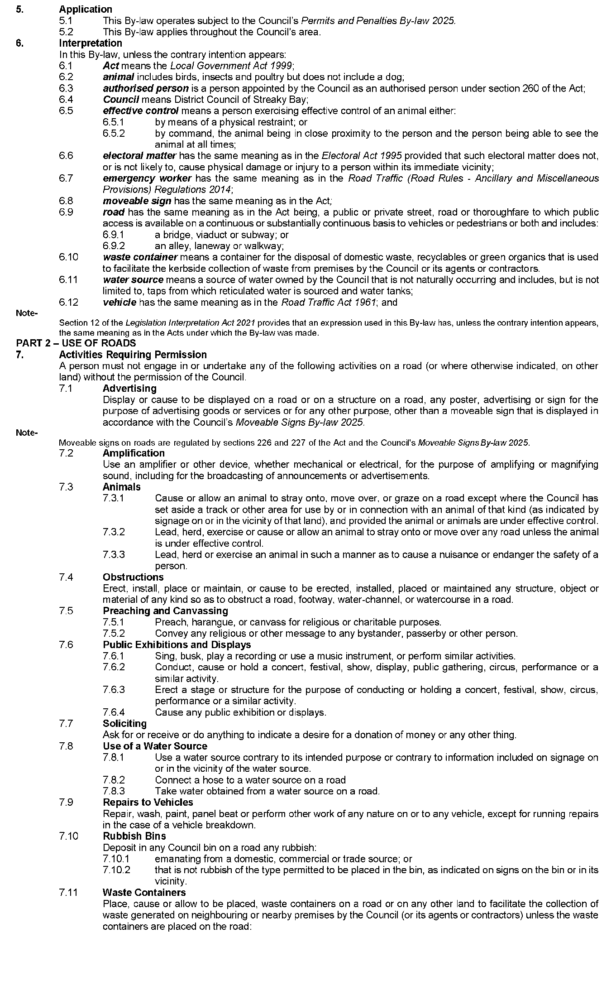 5. Application
5.1 This By-law operates subject to the Council's Permits and Penalties By-law 2025.
5.2 This By-law applies throughout the Council's area.
6. Interpretation
In this By-law, unless the contrary intention appears:
6.1 Act means the Local Government Act 1999;
6.2 animal includes birds, insects and poultry but does not include a dog;
6.3 authorised person is a person appointed by the Council as an authorised person under section 260 of the Act;
6.4 Council means District Council of Streaky Bay;
6.5 effective control means a person exercising effective control of an animal either:
6.5.1 by means of a physical restraint; or
6.5.2 by command, the animal being in close proximity to the person and the person being able to see the
animal at all times;
6.6 electoral matter has the same meaning as in the Electoral Act 1995 provided that such electoral matter does not,
or is not likely to, cause physical damage or injury to a person within its immediate vicinity;
6.7 emergency worker has the same meaning as in the Road Traffic (Road Rules - Ancillary and Miscellaneous
Provisions) Regulations 2014;
6.8 moveable sign has the same meaning as in the Act;
6.9 road has the same meaning as in the Act being, a public or private street, road or thoroughfare to which public
access is available on a continuous or substantially continuous basis to vehicles or pedestrians or both and includes:
6.9.1 a bridge, viaduct or subway; or
6.9.2 an alley, laneway or walkway;
6.10 waste container means a container for the disposal of domestic waste, recyclables or green organics that is used
to facilitate the kerbside collection of waste from premises by the Council or its agents or contractors.
6.11 water source means a source of water owned by the Council that is not naturally occurring and includes, but is not
limited to, taps from which reticulated water is sourced and water tanks;
6.12 vehicle has the same meaning as in the Road Traffic Act 1961; and
Note-
Section 12 of the Legislation Interpretation Act 2021 provides that an expression used in this By-law has, unless the contrary intention appears,
the same meaning as in the Acts under which the By-law was made.
PART 2 – USE OF ROADS
7. Activities Requiring Permission
A person must not engage in or undertake any of the following activities on a road (or where otherwise indicated, on other
land) without the permission of the Council.
7.1 Advertising
Display or cause to be displayed on a road or on a structure on a road, any poster, advertising or sign for the
purpose of advertising goods or services or for any other purpose, other than a moveable sign that is displayed in
accordance with the Council's Moveable Signs By-law 2025.
Note-
Moveable signs on roads are regulated by sections 226 and 227 of the Act and the Council's Moveable Signs By-law 2025.
7.2 Amplification
Use an amplifier or other device, whether mechanical or electrical, for the purpose of amplifying or magnifying
sound, including for the broadcasting of announcements or advertisements.
7.3 Animals
7.3.1 Cause or allow an animal to stray onto, move over, or graze on a road except where the Council has
set aside a track or other area for use by or in connection with an animal of that kind (as indicated by
signage on or in the vicinity of that land), and provided the animal or animals are under effective control.
7.3.2 Lead, herd, exercise or cause or allow an animal to stray onto or move over any road unless the animal
is under effective control.
7.3.3 Lead, herd or exercise an animal in such a manner as to cause a nuisance or endanger the safety of a
person.
7.4 Obstructions
Erect, install, place or maintain, or cause to be erected, installed, placed or maintained any structure, object or
material of any kind so as to obstruct a road, footway, water-channel, or watercourse in a road.
7.5 Preaching and Canvassing
7.5.1 Preach, harangue, or canvass for religious or charitable purposes.
7.5.2 Convey any religious or other message to any bystander, passerby or other person.
7.6 Public Exhibitions and Displays
7.6.1 Sing, busk, play a recording or use a music instrument, or perform similar activities.
7.6.2 Conduct, cause or hold a concert, festival, show, display, public gathering, circus, performance or a
similar activity.
7.6.3 Erect a stage or structure for the purpose of conducting or holding a concert, festival, show, circus,
performance or a similar activity.
7.6.4 Cause any public exhibition or displays.
7.7 Soliciting
Ask for or receive or do anything to indicate a desire for a donation of money or any other thing.
7.8 Use of a Water Source
7.8.1 Use a water source contrary to its intended purpose or contrary to information included on signage on
or in the vicinity of the water source.
7.8.2 Connect a hose to a water source on a road
7.8.3 Take water obtained from a water source on a road.
7.9 Repairs to Vehicles
Repair, wash, paint, panel beat or perform other work of any nature on or to any vehicle, except for running repairs
in the case of a vehicle breakdown.
7.10 Rubbish Bins
Deposit in any Council bin on a road any rubbish:
7.10.1 emanating from a domestic, commercial or trade source; or
7.10.2 that is not rubbish of the type permitted to be placed in the bin, as indicated on signs on the bin or in its
vicinity.
7.11 Waste Containers
Place, cause or allow to be placed, waste containers on a road or on any other land to facilitate the collection of
waste generated on neighbouring or nearby premises by the Council (or its agents or contractors) unless the waste
containers are placed on the road: